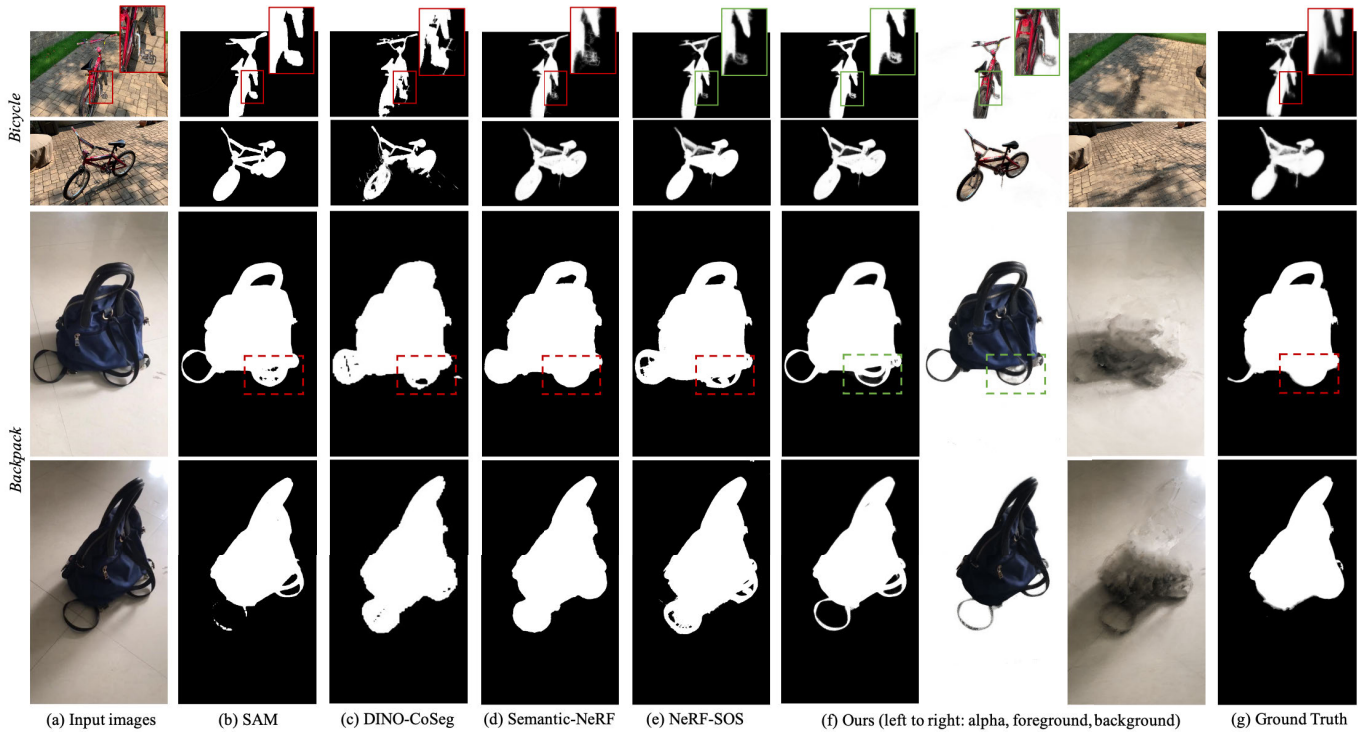 Bicycle
Backpack
(a) Input images
(b) SAM
(c) DINO-CoSeg
(d) Semantic-NeRF
(e) NeRF-SOS
(f) Ours (left to right: alpha, foreground, background)
(g) Ground Truth